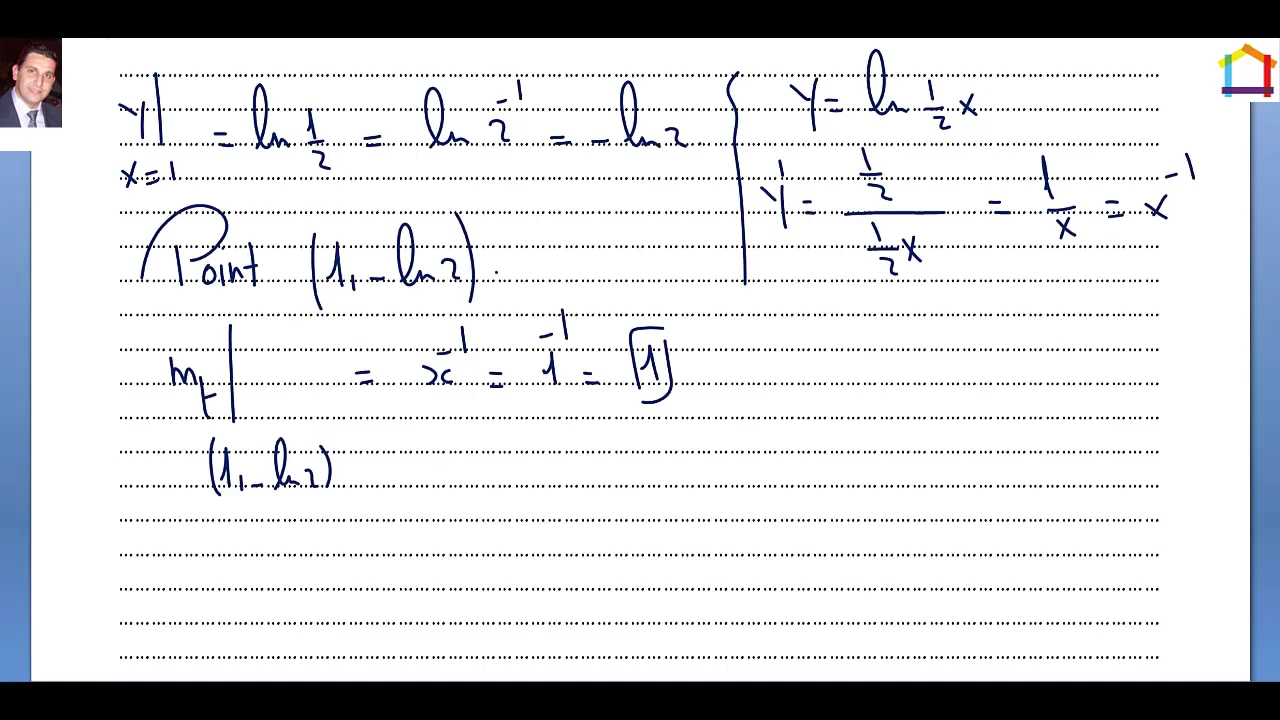 Y|x=1 = ln 1/2 = ln 2^-1 = - ln 2
Point (1, - ln 2)
m_t|(1, - ln 2) = x^-1 = 1^-1 = 1
Y = ln 1/2 x
Y' = (1/2)/(1/2 x) = 1/x = x^-1